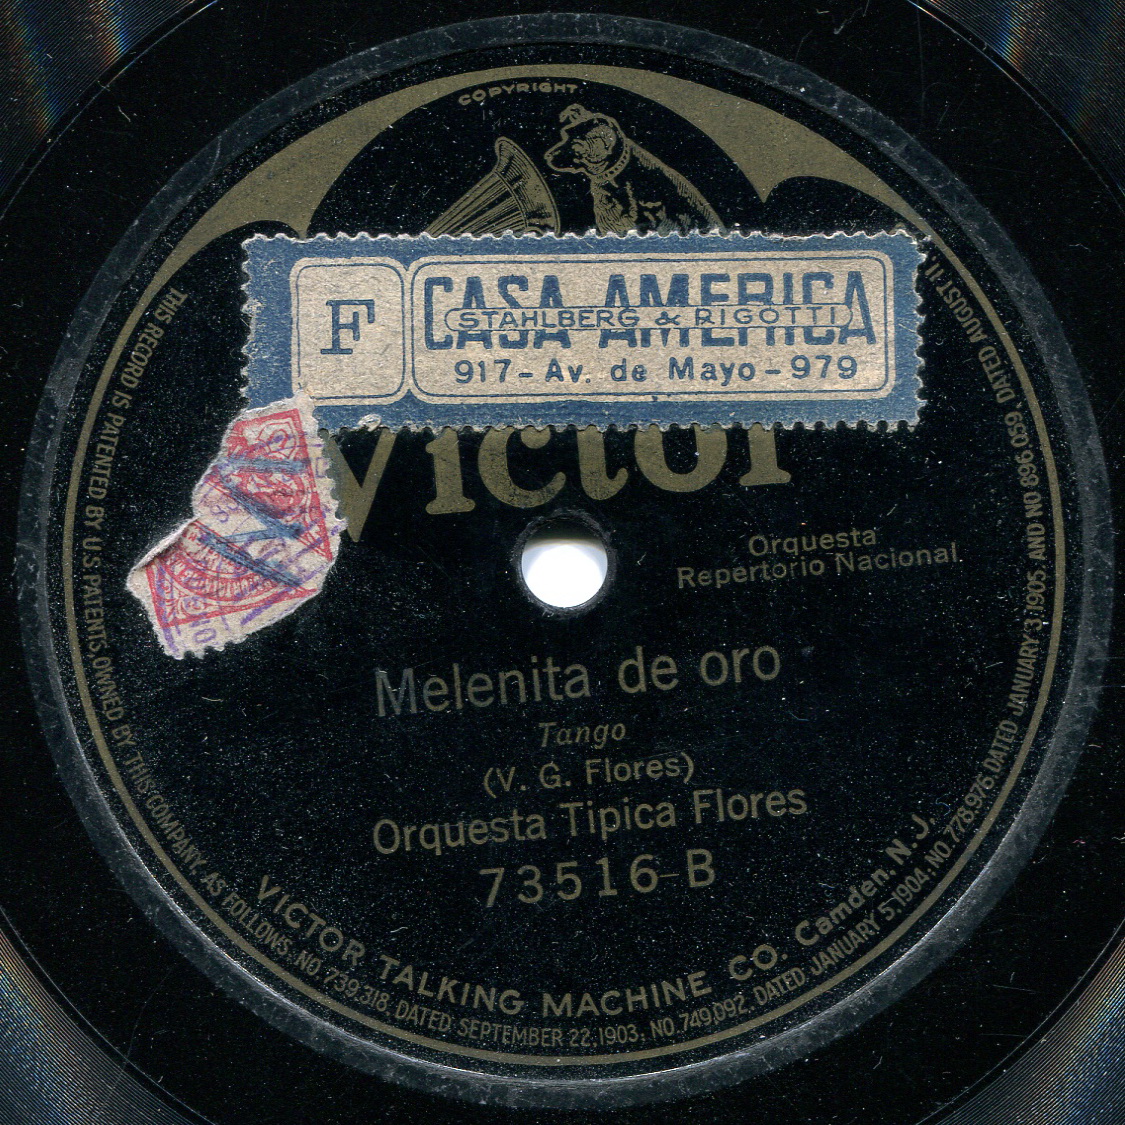 COPYRIGHT
F
CASA AMERICA
STAHLBERG & RIGOTTI
917 - Av. de Mayo - 979
Victor
Orquesta
Repertorio Nacional
Melenita de oro
Tango
(V. G. Flores)
Orquesta Tipica Flores
73516-B
VICTOR TALKING MACHINE CO. Camden. N. J.
THIS RECORD IS PATENTED BY U.S. PATENTS, OWNED BY THIS COMPANY, AS FOLLOWS: NO. 739,318, DATED SEPTEMBER 22, 1903; NO. 749,092, DATED JANUARY 5, 1904; NO. 778,976, DATED JANUARY 3, 1905, AND NO 896,059, DATED AUGUST 11,